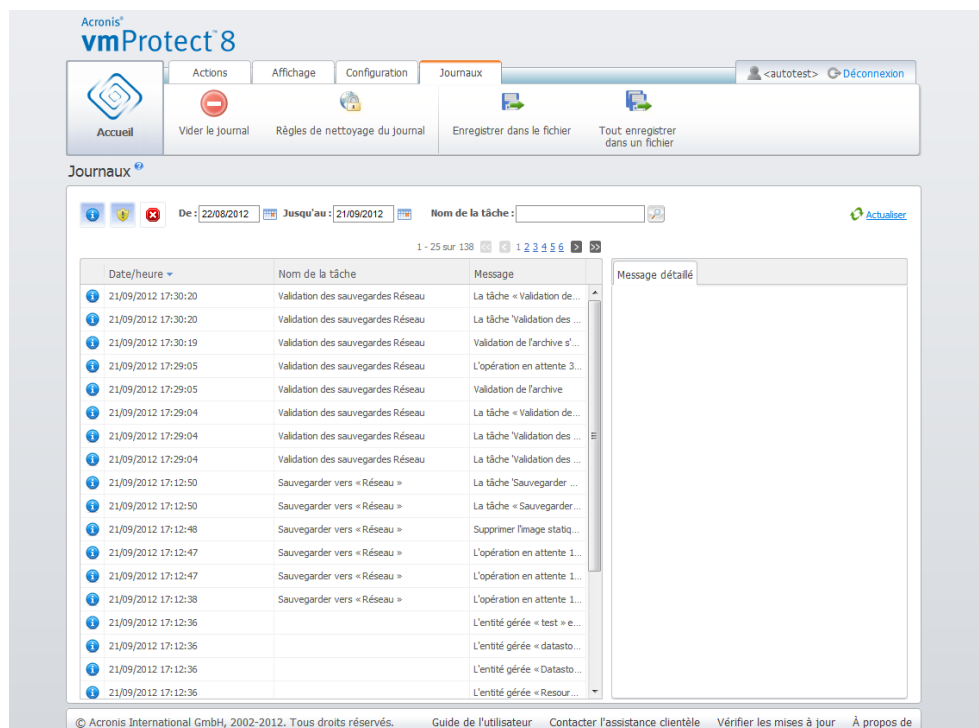 Acronis®
vmProtect™ 8
Actions Affichage Configuration Journaux
<autotest> Déconnexion
Accueil
Vider le journal Règles de nettoyage du journal Enregistrer dans le fichier Tout enregistrer
dans un fichier
Journaux ?
De : 22/08/2012 Jusqu'au : 21/09/2012 Nom de la tâche : Actualiser
1 - 25 sur 138 1 2 3 4 5 6
Date/heure Nom de la tâche Message Message détaillé
21/09/2012 17:30:20 Validation des sauvegardes Réseau La tâche « Validation de...
21/09/2012 17:30:20 Validation des sauvegardes Réseau La tâche 'Validation des ...
21/09/2012 17:30:19 Validation des sauvegardes Réseau Validation de l'archive s'...
21/09/2012 17:29:05 Validation des sauvegardes Réseau L'opération en attente 3...
21/09/2012 17:29:05 Validation des sauvegardes Réseau Validation de l'archive
21/09/2012 17:29:04 Validation des sauvegardes Réseau La tâche « Validation de...
21/09/2012 17:29:04 Validation des sauvegardes Réseau La tâche 'Validation des ...
21/09/2012 17:29:04 Validation des sauvegardes Réseau La tâche 'Validation des ...
21/09/2012 17:12:50 Sauvegarder vers « Réseau » La tâche 'Sauvegarder ...
21/09/2012 17:12:50 Sauvegarder vers « Réseau » La tâche « Sauvegarder...
21/09/2012 17:12:48 Sauvegarder vers « Réseau » Supprimer l'image statiq...
21/09/2012 17:12:47 Sauvegarder vers « Réseau » L'opération en attente 1...
21/09/2012 17:12:47 Sauvegarder vers « Réseau » L'opération en attente 1...
21/09/2012 17:12:38 Sauvegarder vers « Réseau » L'opération en attente 1...
21/09/2012 17:12:36 L'entité gérée « test » e...
21/09/2012 17:12:36 L'entité gérée « datasto...
21/09/2012 17:12:36 L'entité gérée « Datasto...
21/09/2012 17:12:36 L'entité gérée « Resour...
© Acronis International GmbH, 2002-2012. Tous droits réservés. Guide de l'utilisateur Contacter l'assistance clientèle Vérifier les mises à jour À propos de